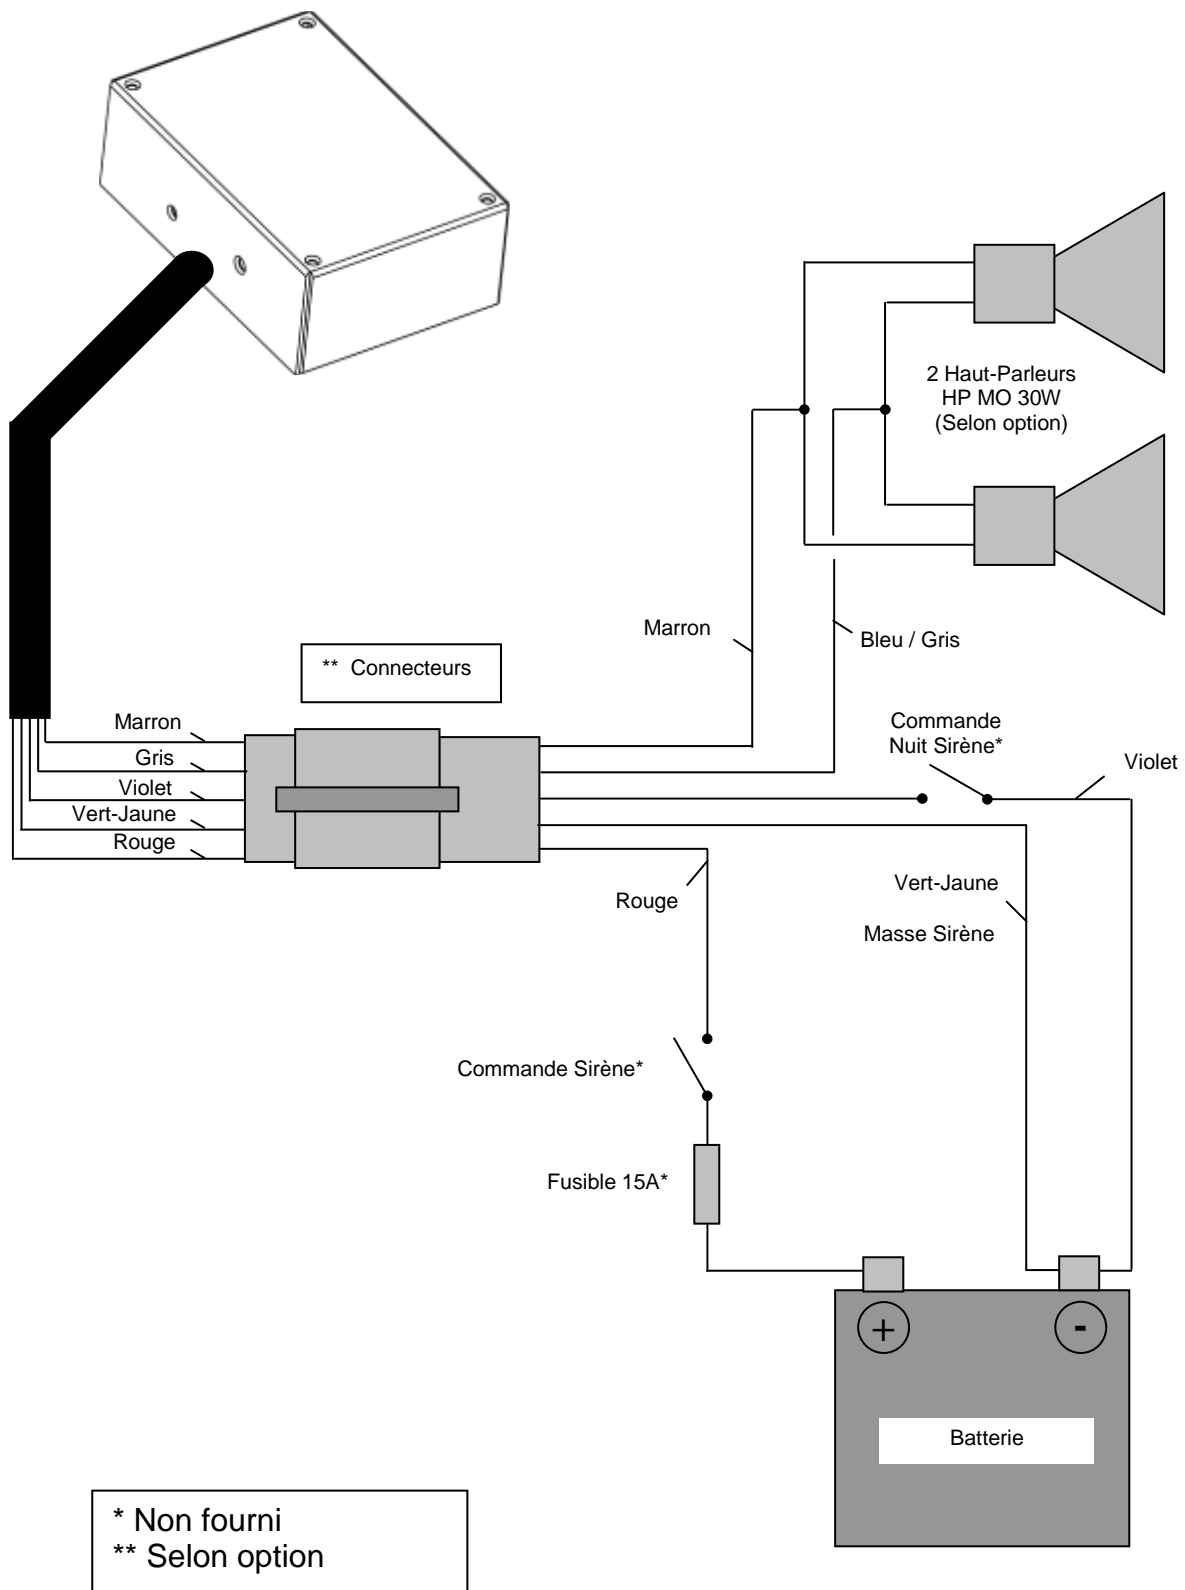 2 Haut-Parleurs
HP MO 30W
(Selon option)
Marron
Bleu / Gris
** Connecteurs
Marron
Gris
Violet
Vert-Jaune
Rouge
Commande
Nuit Sirène*
Violet
Rouge
Vert-Jaune
Masse Sirène
Commande Sirène*
Fusible 15A*
+
-
Batterie
* Non fourni
** Selon option